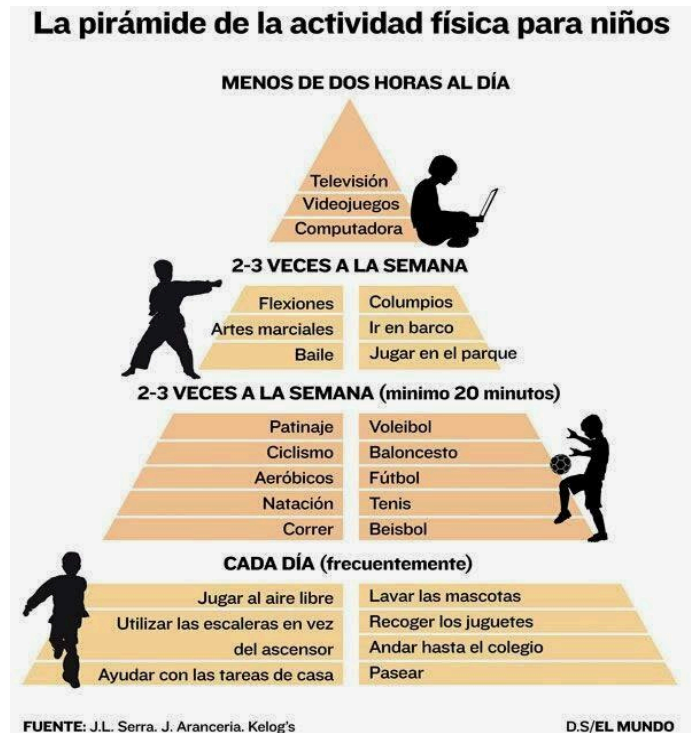 La pirámide de la actividad física para niños
MENOS DE DOS HORAS AL DÍA
Televisión
Videojuegos
Computadora
2-3 VECES A LA SEMANA
Flexiones
Artes marciales
Baile
Columpios
Ir en barco
Jugar en el parque
2-3 VECES A LA SEMANA (minimo 20 minutos)
Patinaje
Ciclismo
Aeróbicos
Natación
Correr
Voleibol
Baloncesto
Fútbol
Tenis
Beisbol
CADA DÍA (frecuentemente)
Jugar al aire libre
Utilizar las escaleras en vez
del ascensor
Ayudar con las tareas de casa
Lavar las mascotas
Recoger los juguetes
Andar hasta el colegio
Pasear
FUENTE: J.L. Serra. J. Aranceria. Kelog's
D.S/EL MUNDO